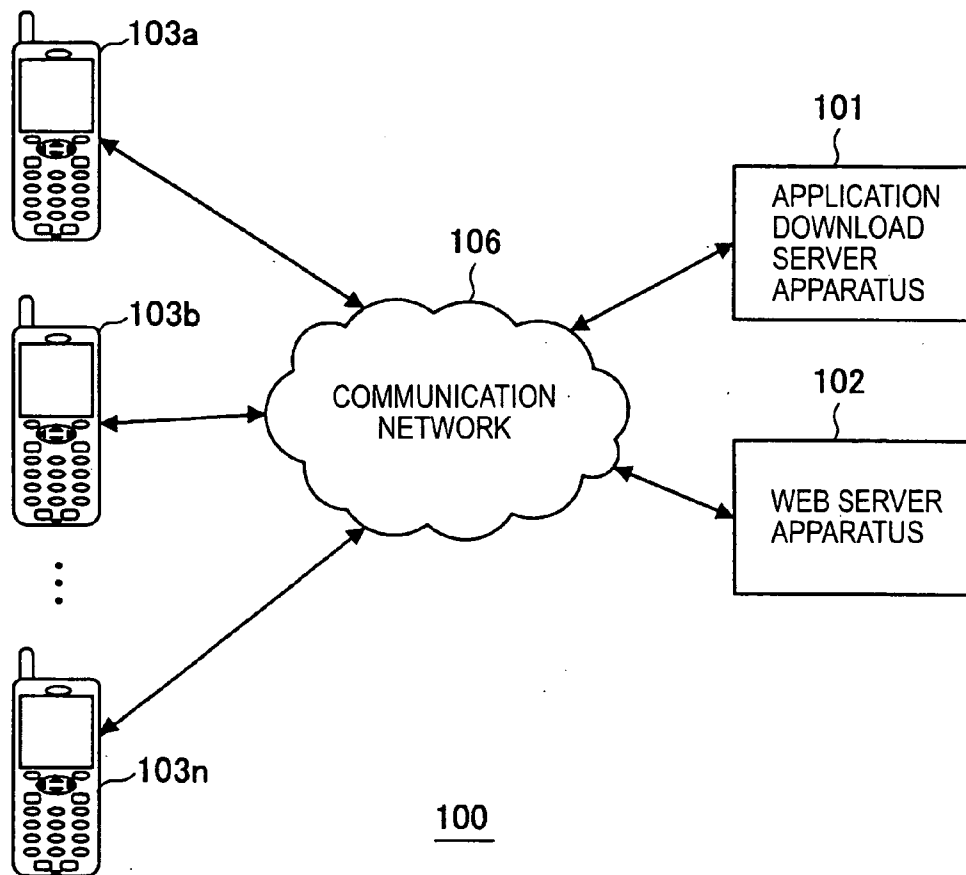 103a
101
APPLICATION
DOWNLOAD
SERVER
APPARATUS
106
103b
COMMUNICATION
NETWORK
102
WEB SERVER
APPARATUS
103n
100